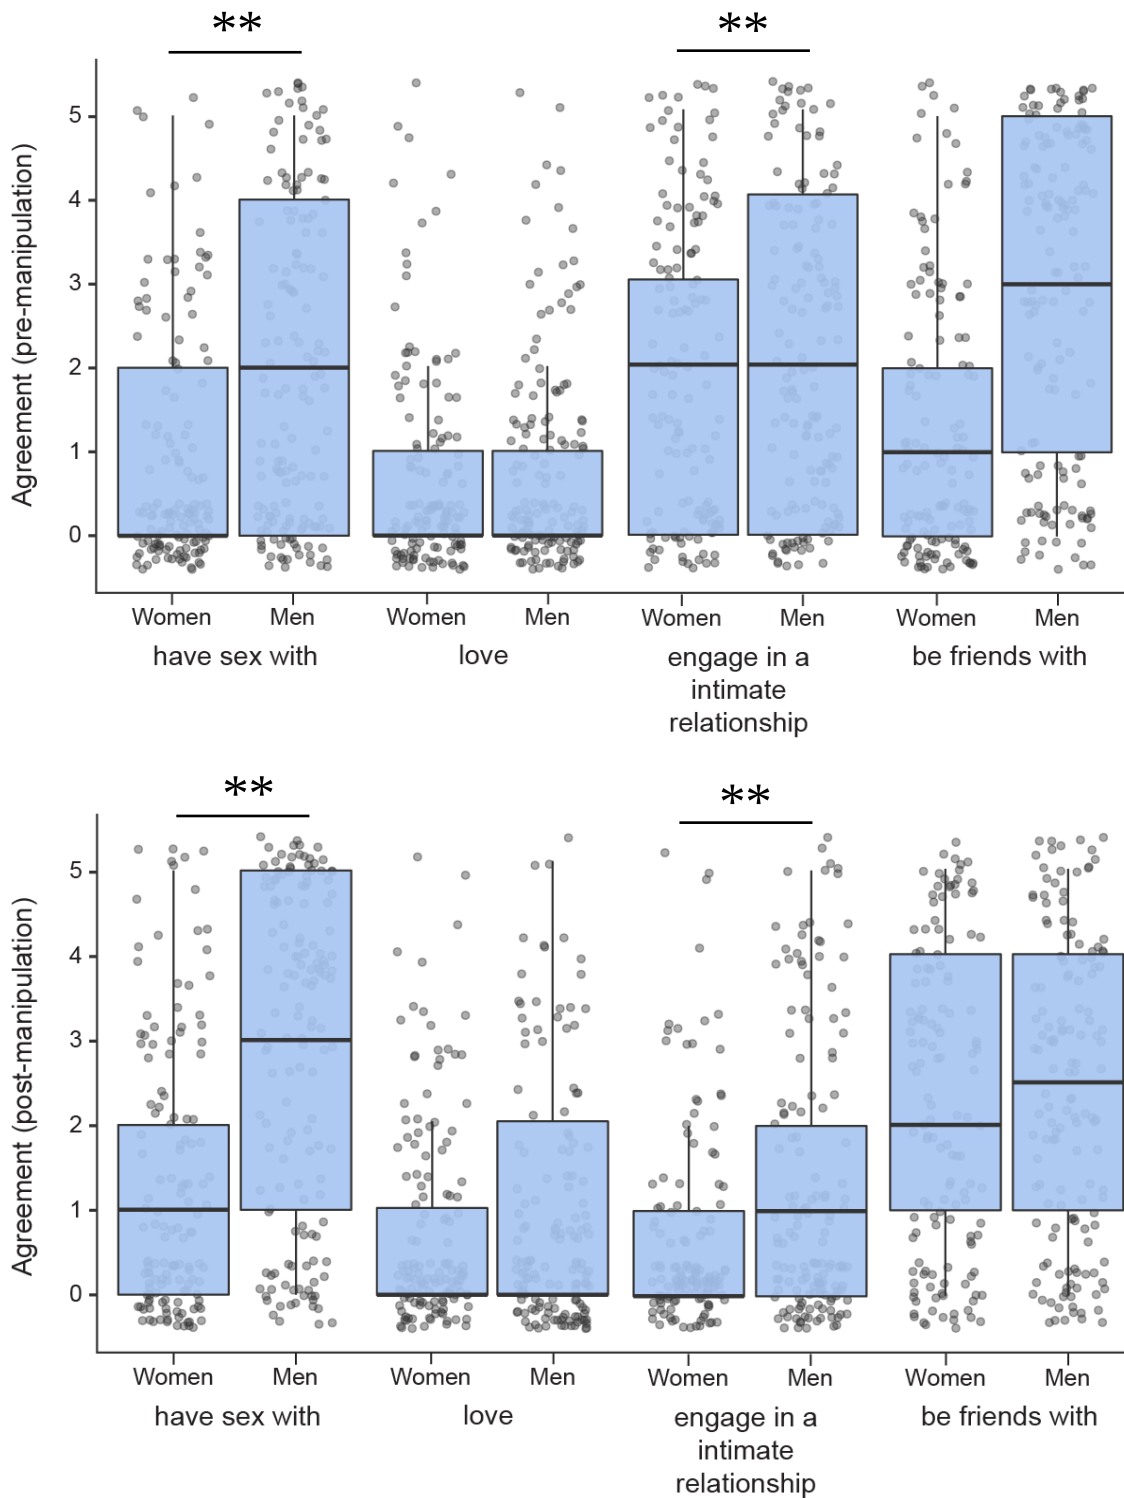 ** **
Agreement (pre-manipulation)
5
4
3
2
1
0
Women Men Women Men Women Men Women Men
have sex with love engage in a be friends with
intimate
relationship
** **
Agreement (post-manipulation)
5
4
3
2
1
0
Women Men Women Men Women Men Women Men
have sex with love engage in a be friends with
intimate
relationship